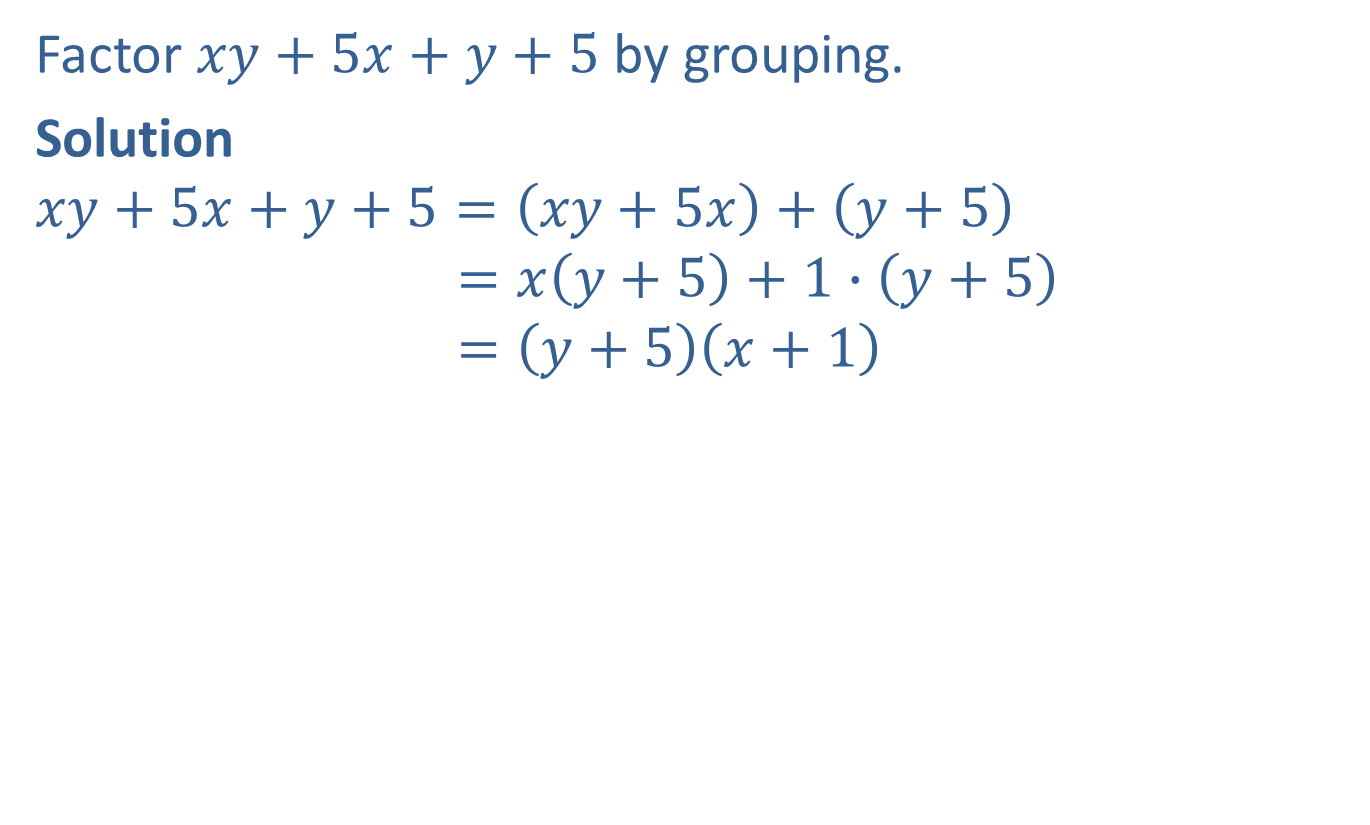 Factor 𝑥𝑦 + 5𝑥 + 𝑦 + 5 by grouping.
Solution
𝑥𝑦 + 5𝑥 + 𝑦 + 5 = (𝑥𝑦 + 5𝑥) + (𝑦 + 5)
= 𝑥(𝑦 + 5) + 1 · (𝑦 + 5)
= (𝑦 + 5)(𝑥 + 1)